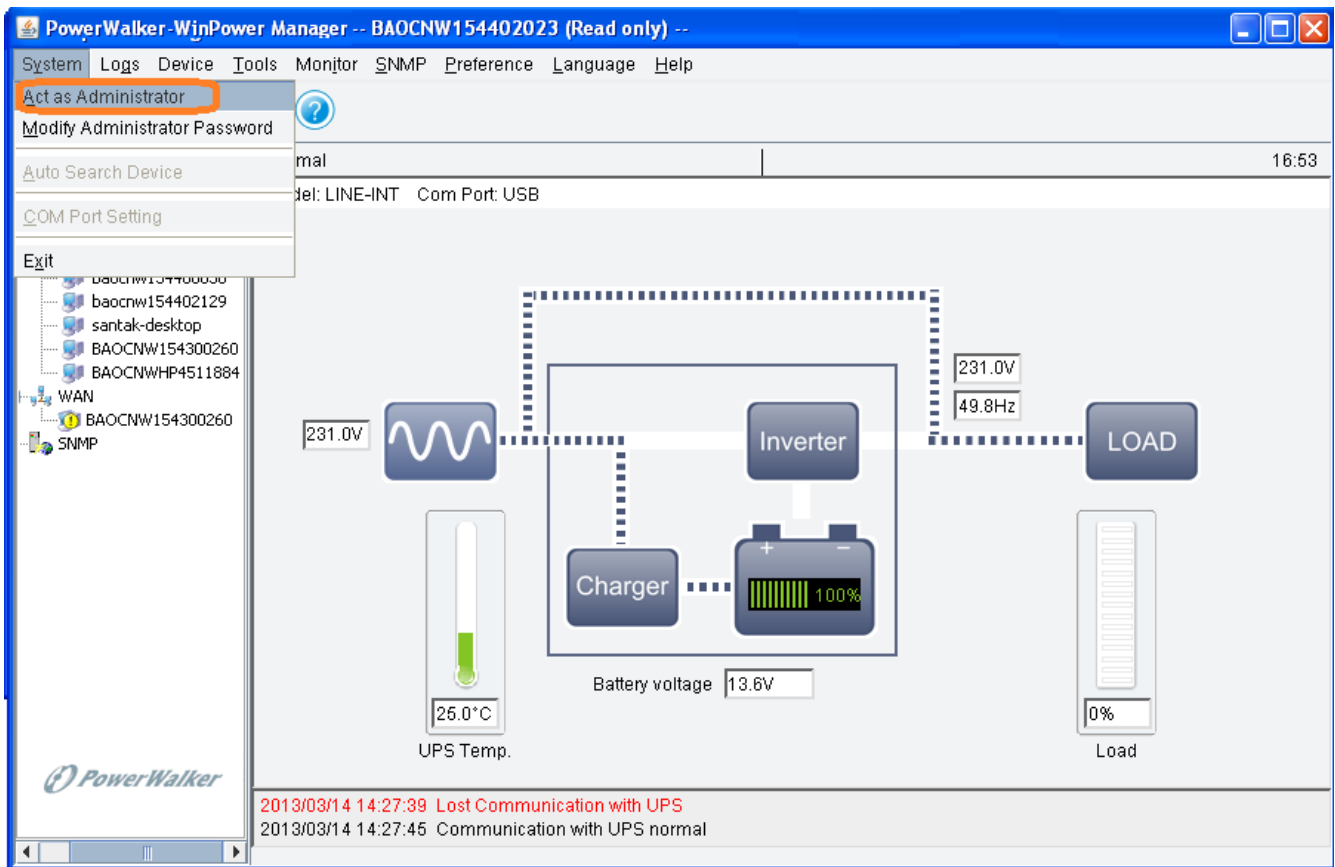 PowerWalker-WinPower Manager -- BAOCNW154402023 (Read only) --
System Logs Device Tools Monitor SNMP Preference Language Help
Act as Administrator
Modify Administrator Password
mal
16:53
Auto Search Device
del: LINE-INT Com Port: USB
COM Port Setting
Exit
baocnw154402129
santak-desktop
BAOCNW154300260
BAOCNWHP4511884
WAN
BAOCNW154300260
SNMP
231.0V
49.8Hz
231.0V
Inverter
LOAD
+ −
Charger
100%
Battery voltage 13.6V
25.0°C
0%
UPS Temp.
Load
PowerWalker
2013/03/14 14:27:39 Lost Communication with UPS
2013/03/14 14:27:45 Communication with UPS normal